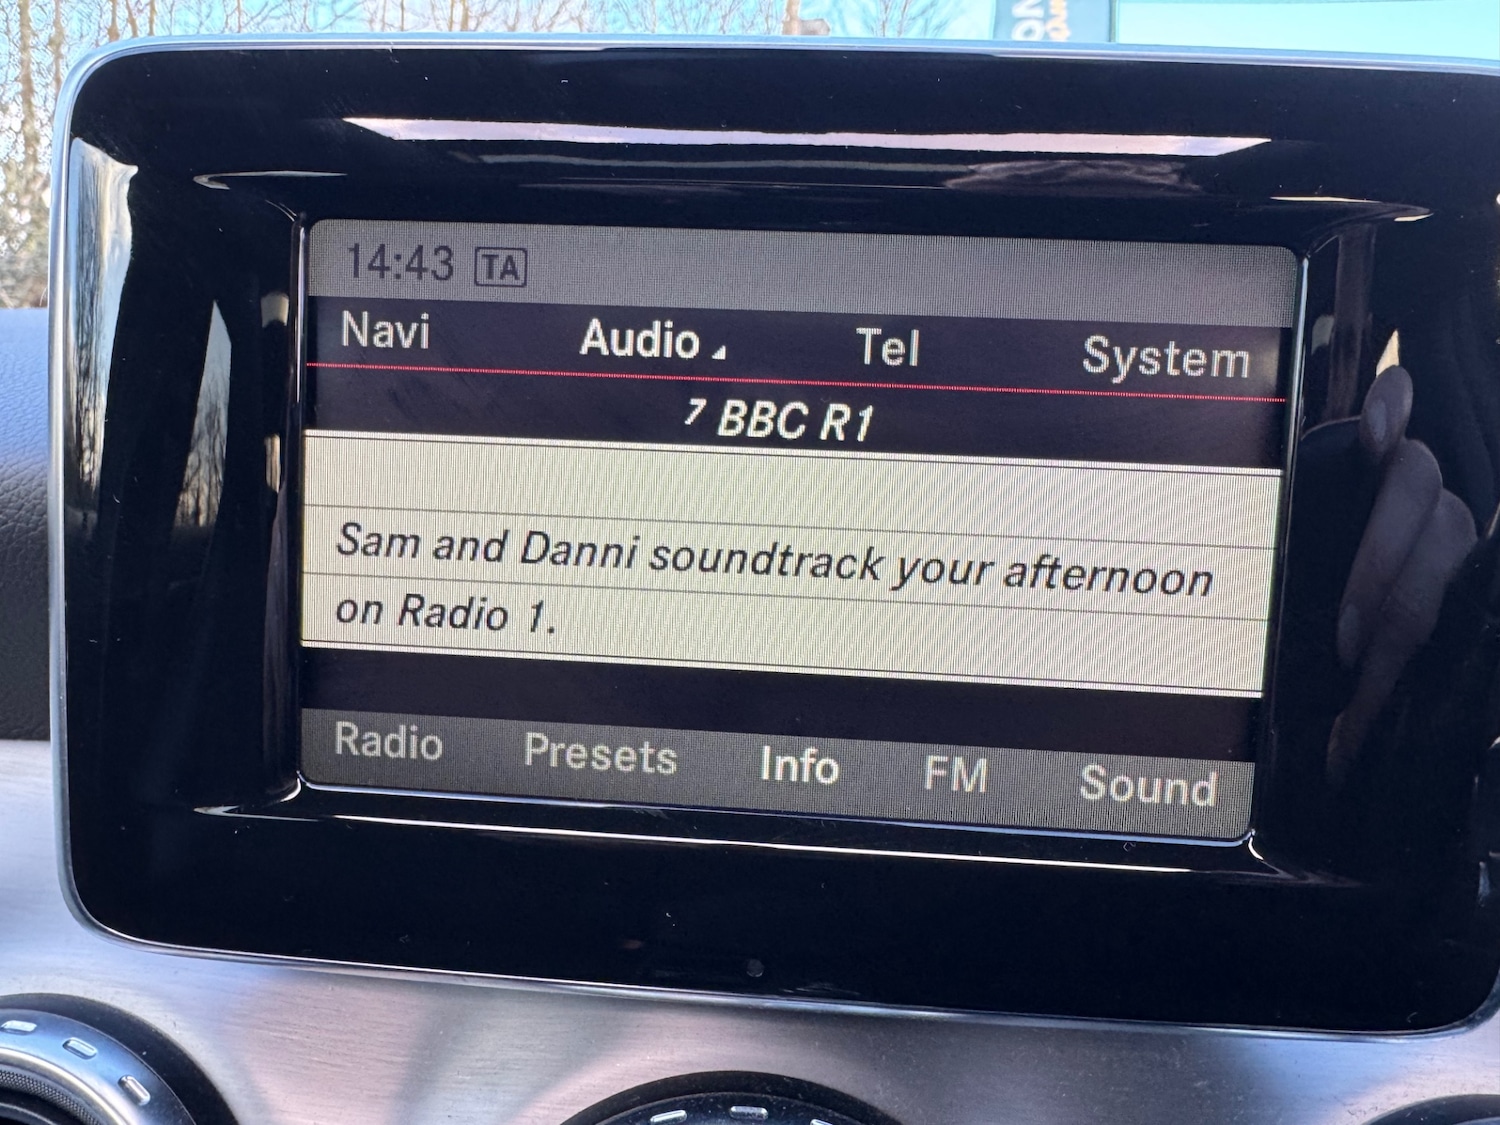 14:43 TA
Navi Audio Tel System
7 BBC R1
Sam and Danni soundtrack your afternoon
on Radio 1.
Radio Presets Info FM Sound